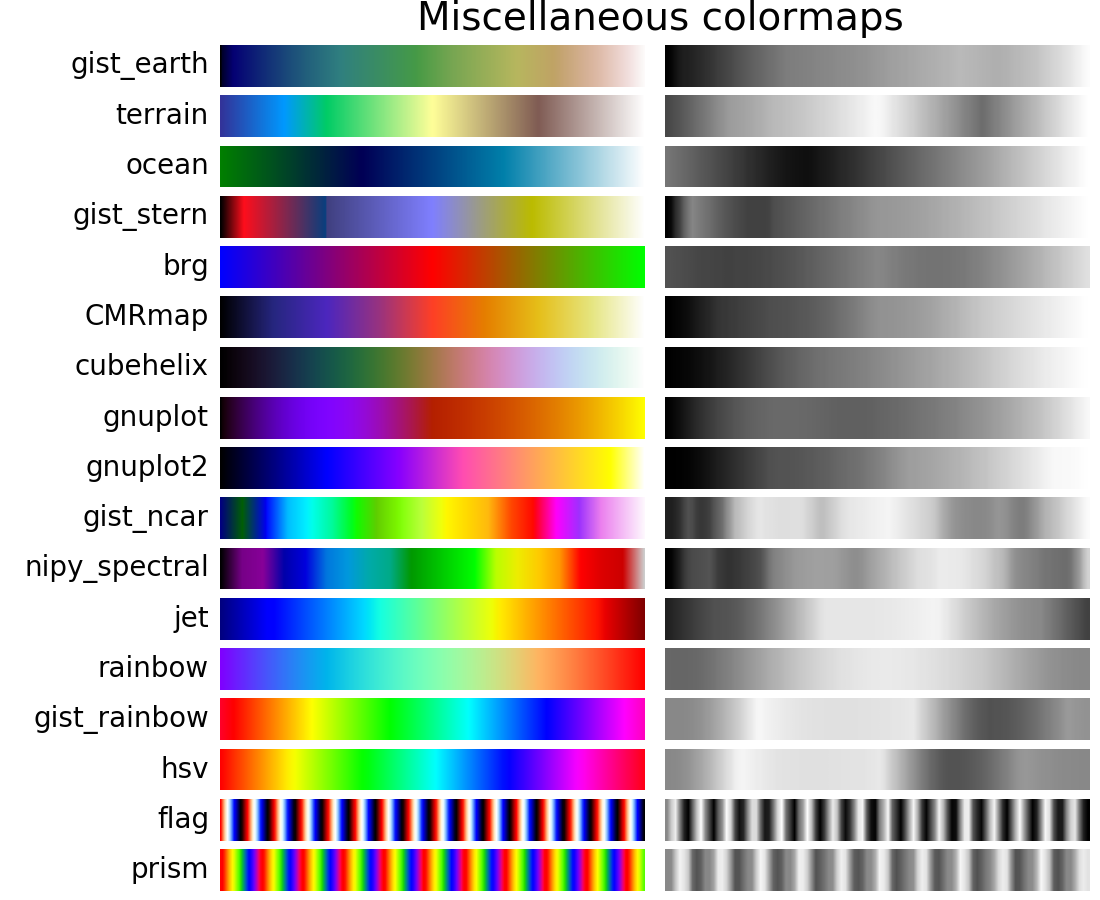 Miscellaneous colormaps
gist_earth
terrain
ocean
gist_stern
brg
CMRmap
cubehelix
gnuplot
gnuplot2
gist_ncar
nipy_spectral
jet
rainbow
gist_rainbow
hsv
flag
prism